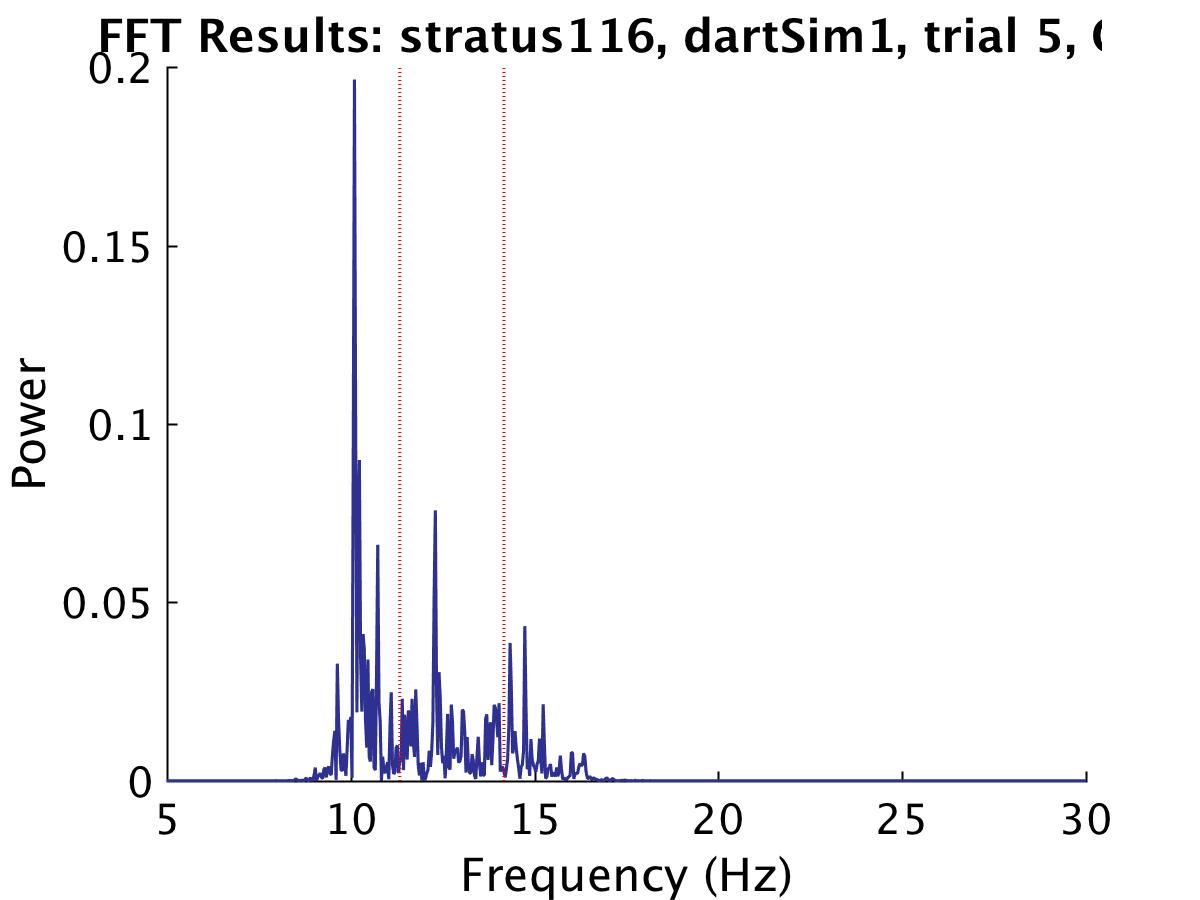 FFT Results: stratus116, dartSim1, trial 5,
0.2
0.15
0.1
0.05
0
Power
5 10 15 20 25 30
Frequency (Hz)